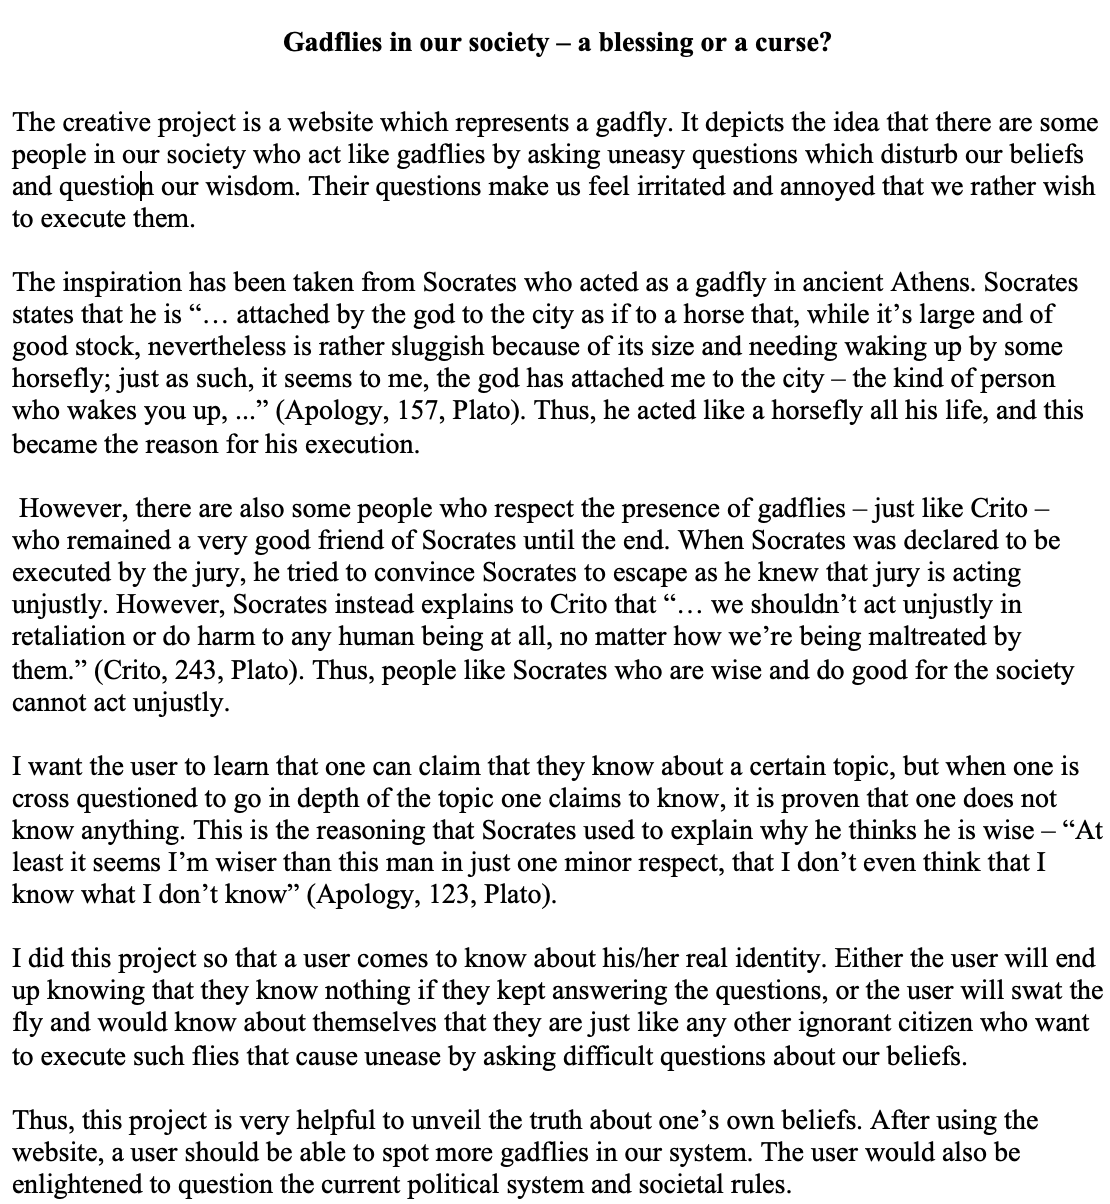 Gadflies in our society – a blessing or a curse?
The creative project is a website which represents a gadfly. It depicts the idea that there are some
people in our society who act like gadflies by asking uneasy questions which disturb our beliefs
and question our wisdom. Their questions make us feel irritated and annoyed that we rather wish
to execute them.
The inspiration has been taken from Socrates who acted as a gadfly in ancient Athens. Socrates
states that he is “… attached by the god to the city as if to a horse that, while it’s large and of
good stock, nevertheless is rather sluggish because of its size and needing waking up by some
horsefly; just as such, it seems to me, the god has attached me to the city – the kind of person
who wakes you up, ...” (Apology, 157, Plato). Thus, he acted like a horsefly all his life, and this
became the reason for his execution.
However, there are also some people who respect the presence of gadflies – just like Crito –
who remained a very good friend of Socrates until the end. When Socrates was declared to be
executed by the jury, he tried to convince Socrates to escape as he knew that jury is acting
unjustly. However, Socrates instead explains to Crito that “… we shouldn’t act unjustly in
retaliation or do harm to any human being at all, no matter how we’re being maltreated by
them.” (Crito, 243, Plato). Thus, people like Socrates who are wise and do good for the society
cannot act unjustly.
I want the user to learn that one can claim that they know about a certain topic, but when one is
cross questioned to go in depth of the topic one claims to know, it is proven that one does not
know anything. This is the reasoning that Socrates used to explain why he thinks he is wise – “At
least it seems I’m wiser than this man in just one minor respect, that I don’t even think that I
know what I don’t know” (Apology, 123, Plato).
I did this project so that a user comes to know about his/her real identity. Either the user will end
up knowing that they know nothing if they kept answering the questions, or the user will swat the
fly and would know about themselves that they are just like any other ignorant citizen who want
to execute such flies that cause unease by asking difficult questions about our beliefs.
Thus, this project is very helpful to unveil the truth about one’s own beliefs. After using the
website, a user should be able to spot more gadflies in our system. The user would also be
enlightened to question the current political system and societal rules.